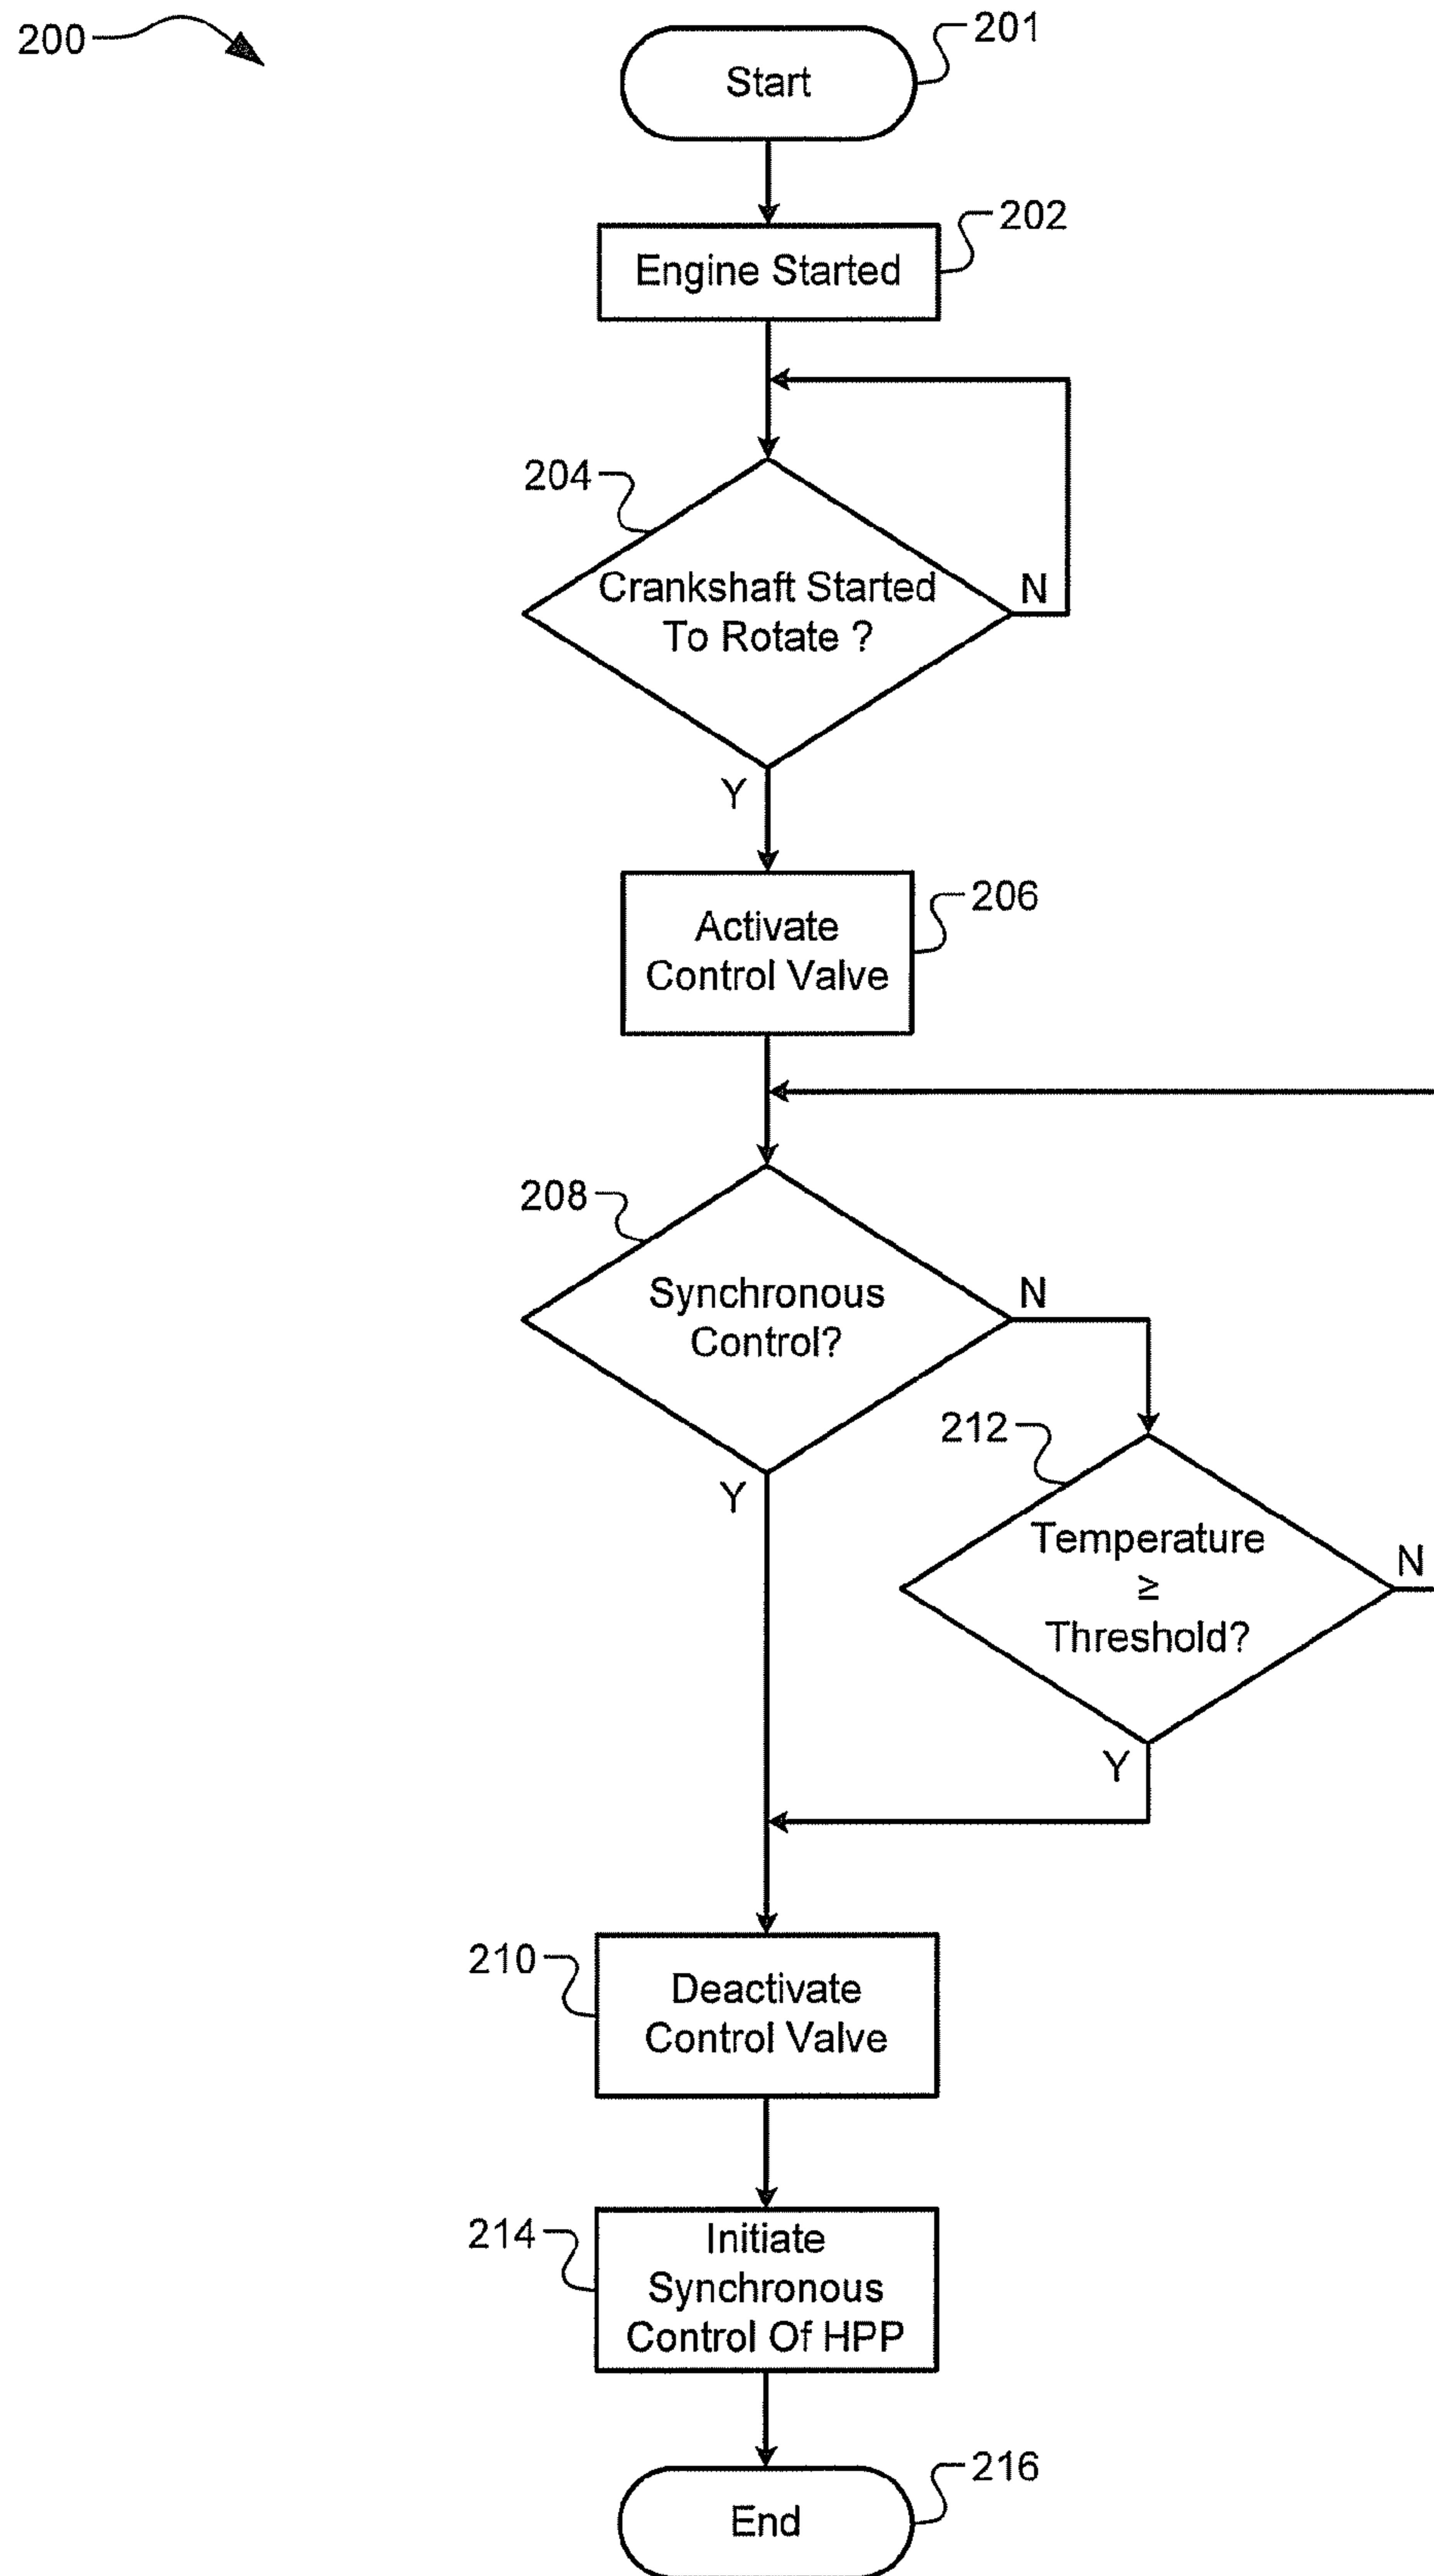 200
201
Start
202
Engine Started
204
Crankshaft Started
To Rotate ?
N
Y
206
Activate
Control Valve
208
Synchronous
Control?
N
Y
212
Temperature
≥
Threshold?
N
Y
210
Deactivate
Control Valve
214
Initiate
Synchronous
Control Of HPP
216
End